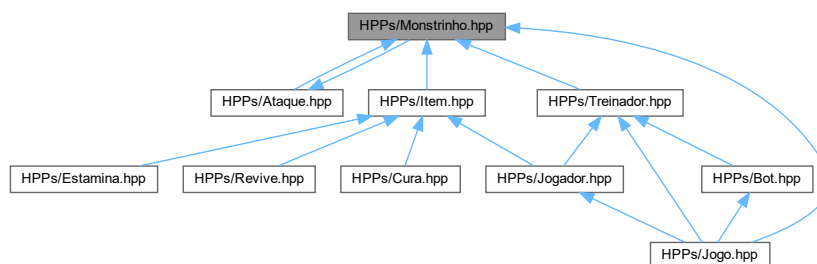 HPPs/Monstrinho.hpp
HPPs/Ataque.hpp
HPPs/Item.hpp
HPPs/Treinador.hpp
HPPs/Estamina.hpp
HPPs/Revive.hpp
HPPs/Cura.hpp
HPPs/Jogador.hpp
HPPs/Bot.hpp
HPPs/Jogo.hpp